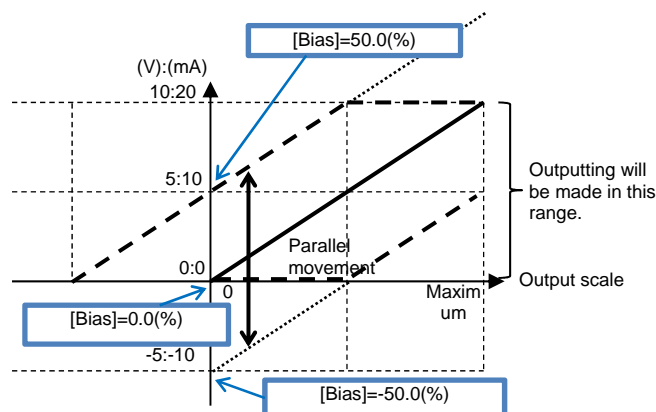 [Bias]=50.0(%)
(V):(mA)
10:20
5:10
Outputting will
be made in this
range.
Parallel
movement
0:0
0
Maxim
um
Output scale
[Bias]=0.0(%)
-5:-10
[Bias]=-50.0(%)